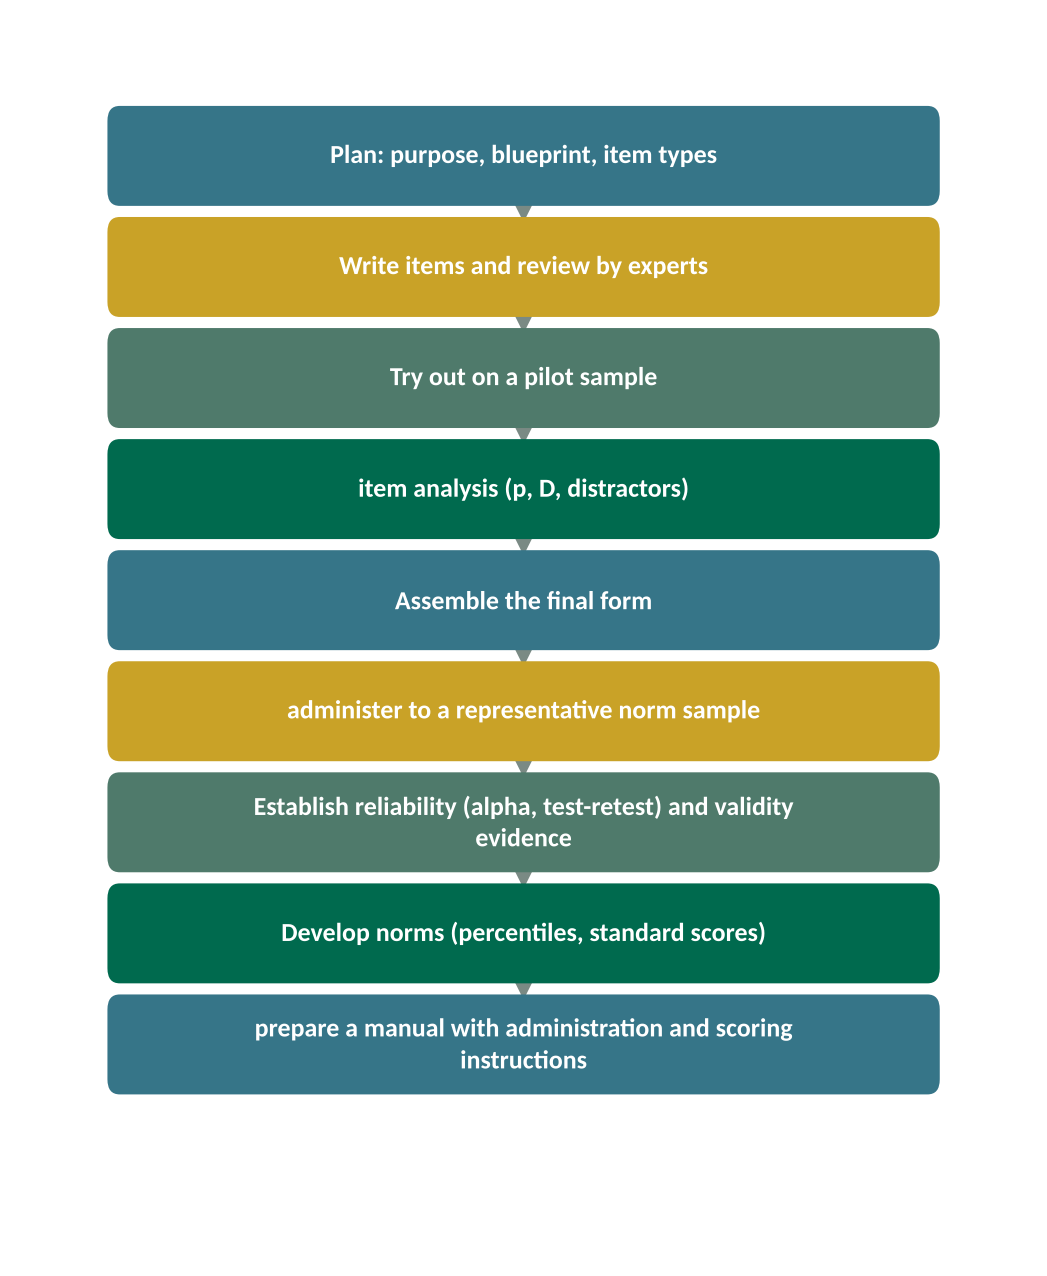 Plan: purpose, blueprint, item types
Write items and review by experts
Try out on a pilot sample
item analysis (p, D, distractors)
Assemble the final form
administer to a representative norm sample
Establish reliability (alpha, test-retest) and validity
evidence
Develop norms (percentiles, standard scores)
prepare a manual with administration and scoring
instructions